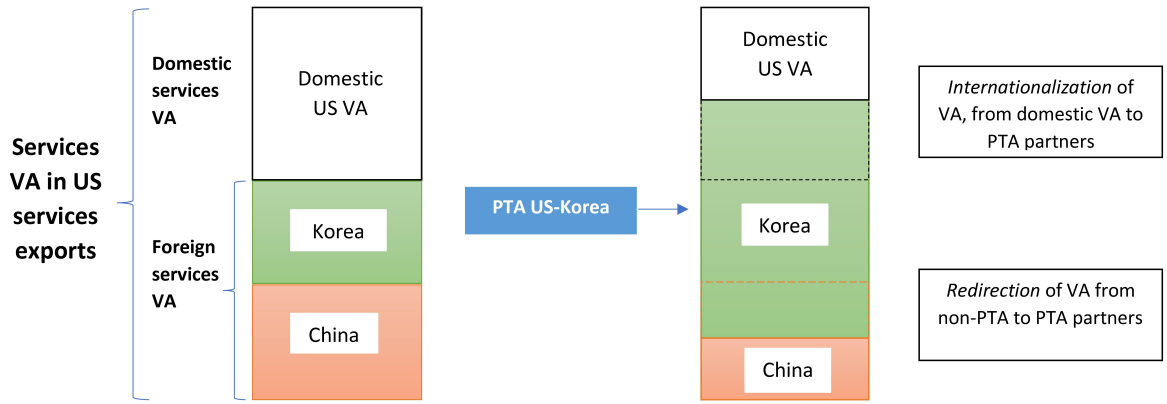 Services
VA in US
services
exports
Domestic
services
VA
Foreign
services
VA
Domestic
US VA
Korea
China
PTA US-Korea
Domestic
US VA
Korea
China
Internationalization of
VA, from domestic VA to
PTA partners
Redirection of VA from
non-PTA to PTA partners